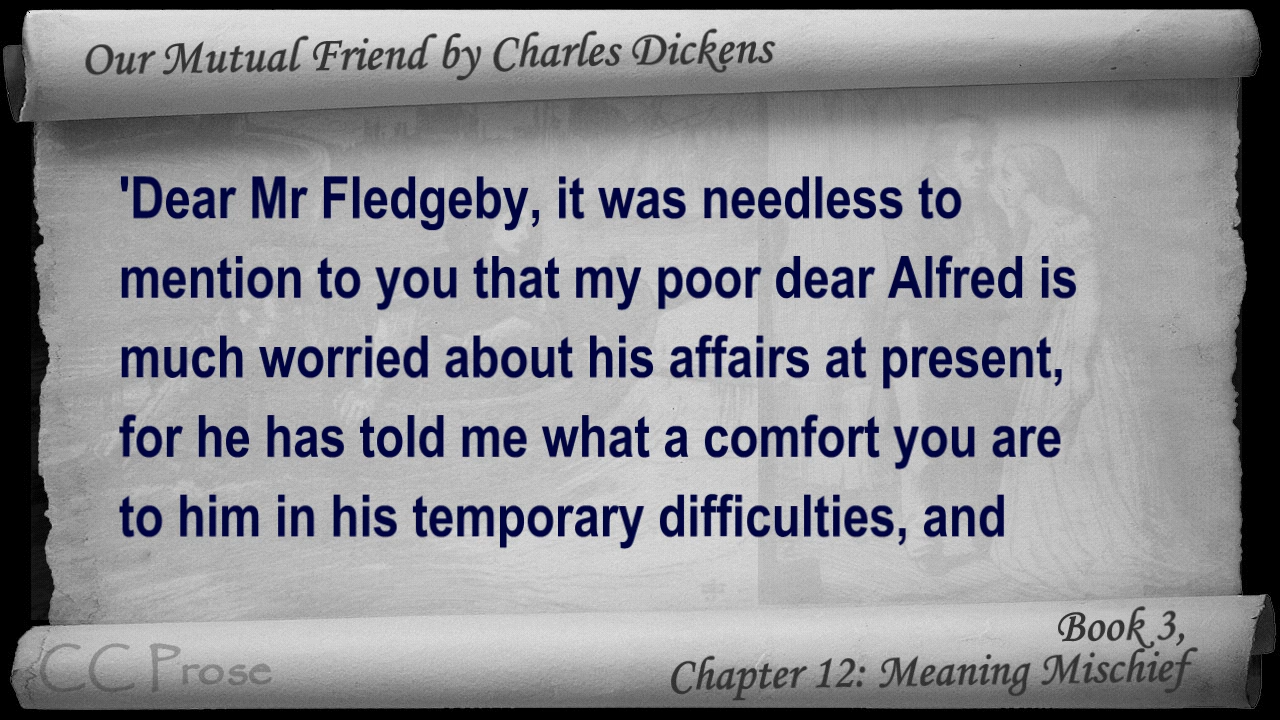 Our Mutual Friend by Charles Dickens
'Dear Mr Fledgeby, it was needless to
mention to you that my poor dear Alfred is
much worried about his affairs at present,
for he has told me what a comfort you are
to him in his temporary difficulties, and
Book 3,
Chapter 12: Meaning Mischief
CC Prose